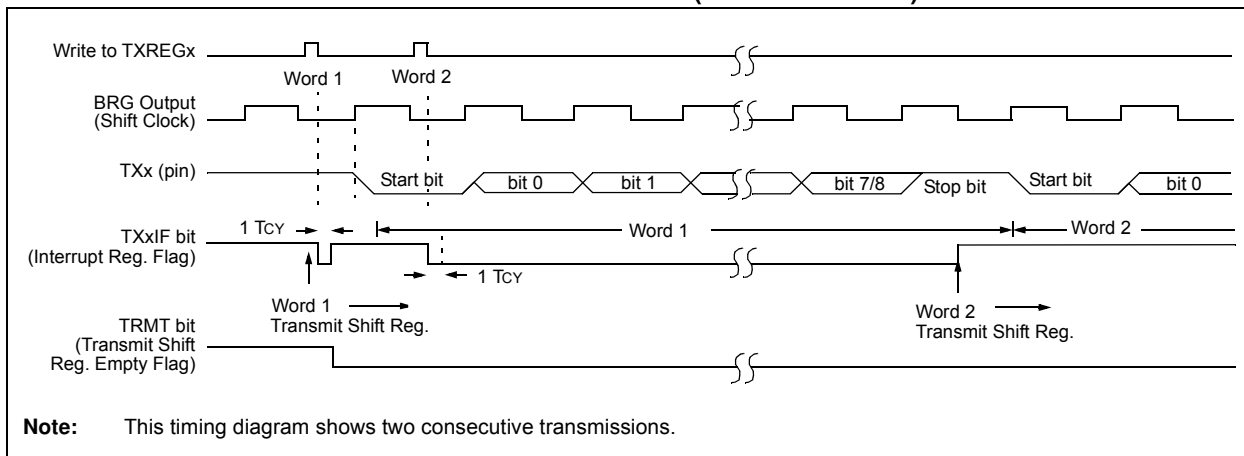 Write to TXREGx
Word 1
Word 2
BRG Output
(Shift Clock)
TXx (pin)
Start bit
bit 0
bit 1
bit 7/8
Stop bit
Start bit
bit 0
1 TCY
Word 1
Word 2
TXxIF bit
(Interrupt Reg. Flag)
1 TCY
Word 1
Transmit Shift Reg.
Word 2
Transmit Shift Reg.
TRMT bit
(Transmit Shift
Reg. Empty Flag)
Note: This timing diagram shows two consecutive transmissions.